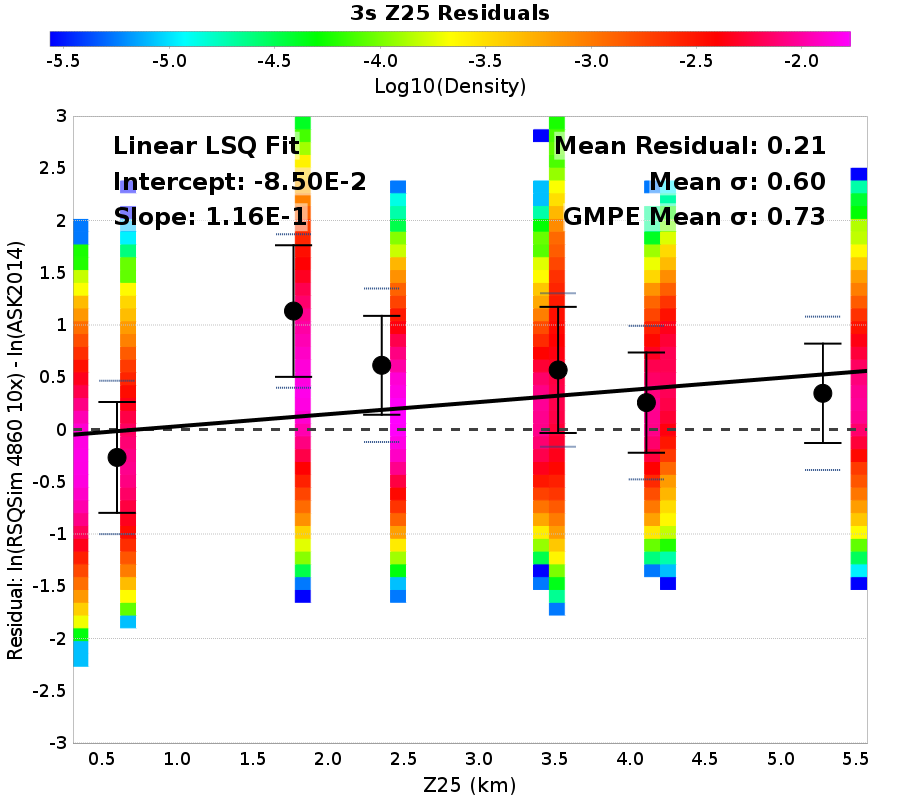 3s Z25 Residuals
-5.5 -5.0 -4.5 -4.0 -3.5 -3.0 -2.5 -2.0
Log10(Density)
Linear LSQ Fit
Intercept: -8.50E-2
Slope: 1.16E-1
Mean Residual: 0.21
Mean σ: 0.60
GMPE Mean σ: 0.73
Residual: ln(RSQSim 4860 10x) - ln(ASK2014)
3
2.5
2
1.5
1
0.5
0
-0.5
-1
-1.5
-2
-2.5
-3
0.5 1.0 1.5 2.0 2.5 3.0 3.5 4.0 4.5 5.0 5.5
Z25 (km)